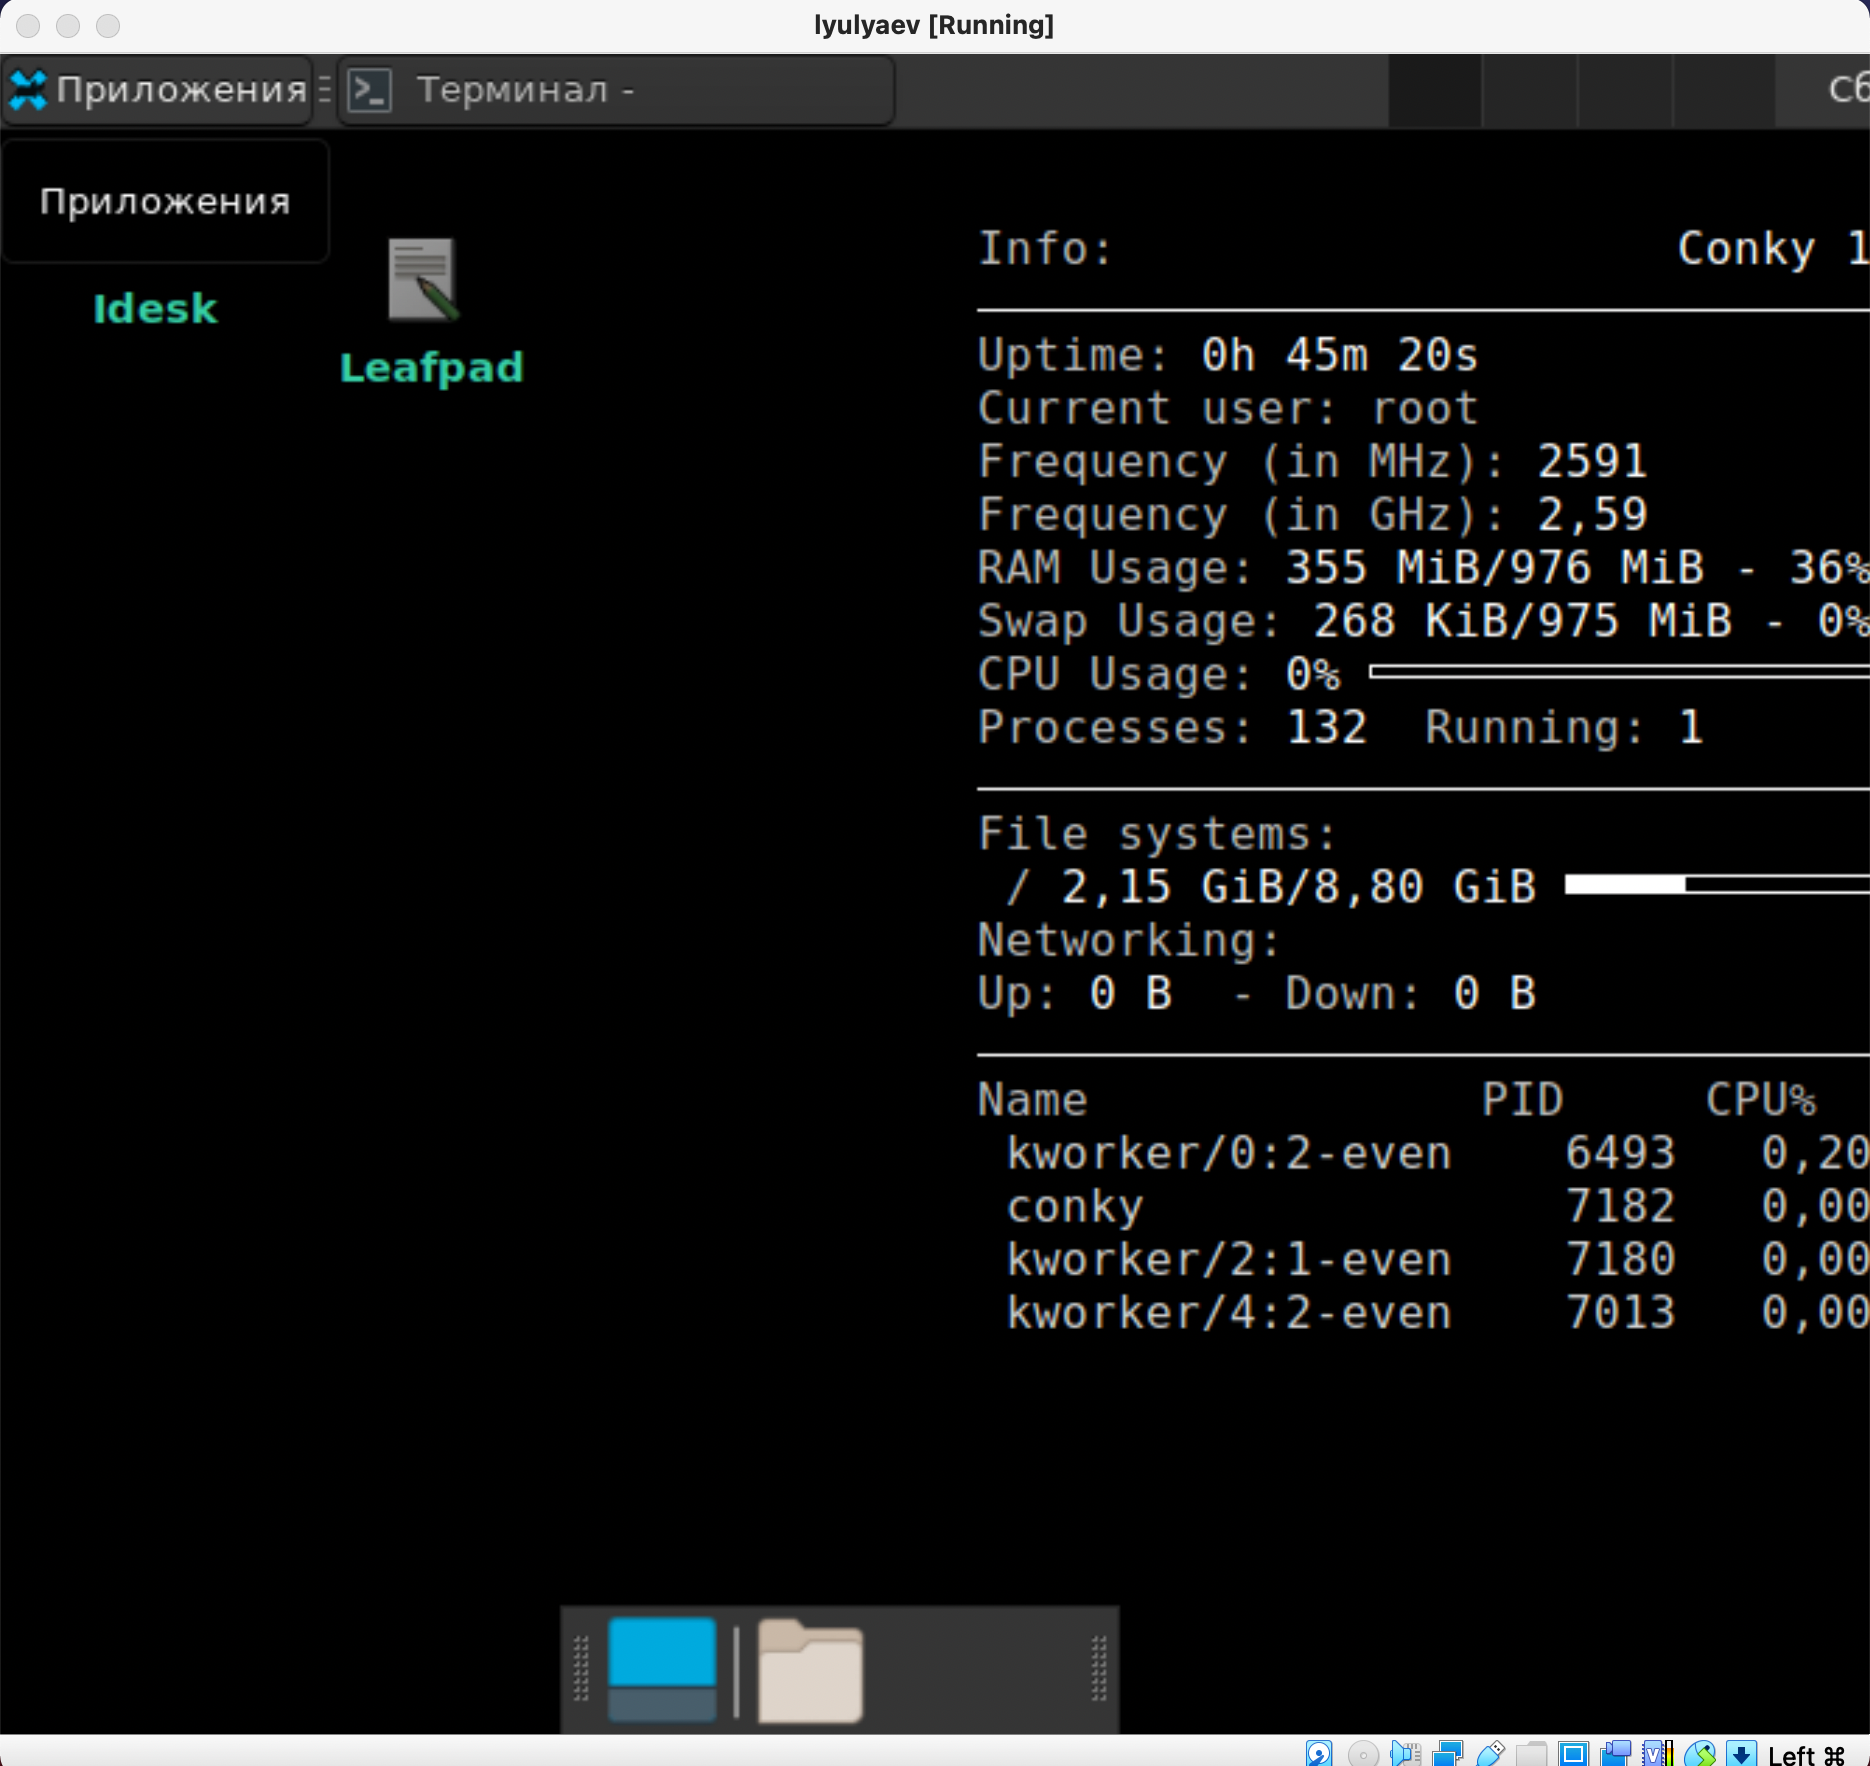 lyulyaev [Running]
Приложения
Терминал -
Сб
Приложения
Idesk
Leafpad
Info: Conky 1
Uptime: 0h 45m 20s
Current user: root
Frequency (in MHz): 2591
Frequency (in GHz): 2,59
RAM Usage: 355 MiB/976 MiB - 36%
Swap Usage: 268 KiB/975 MiB - 0%
CPU Usage: 0%
Processes: 132 Running: 1
File systems:
/ 2,15 GiB/8,80 GiB
Networking:
Up: 0 B - Down: 0 B
Name PID CPU%
kworker/0:2-even 6493 0,20
conky 7182 0,00
kworker/2:1-even 7180 0,00
kworker/4:2-even 7013 0,00
Left ⌘